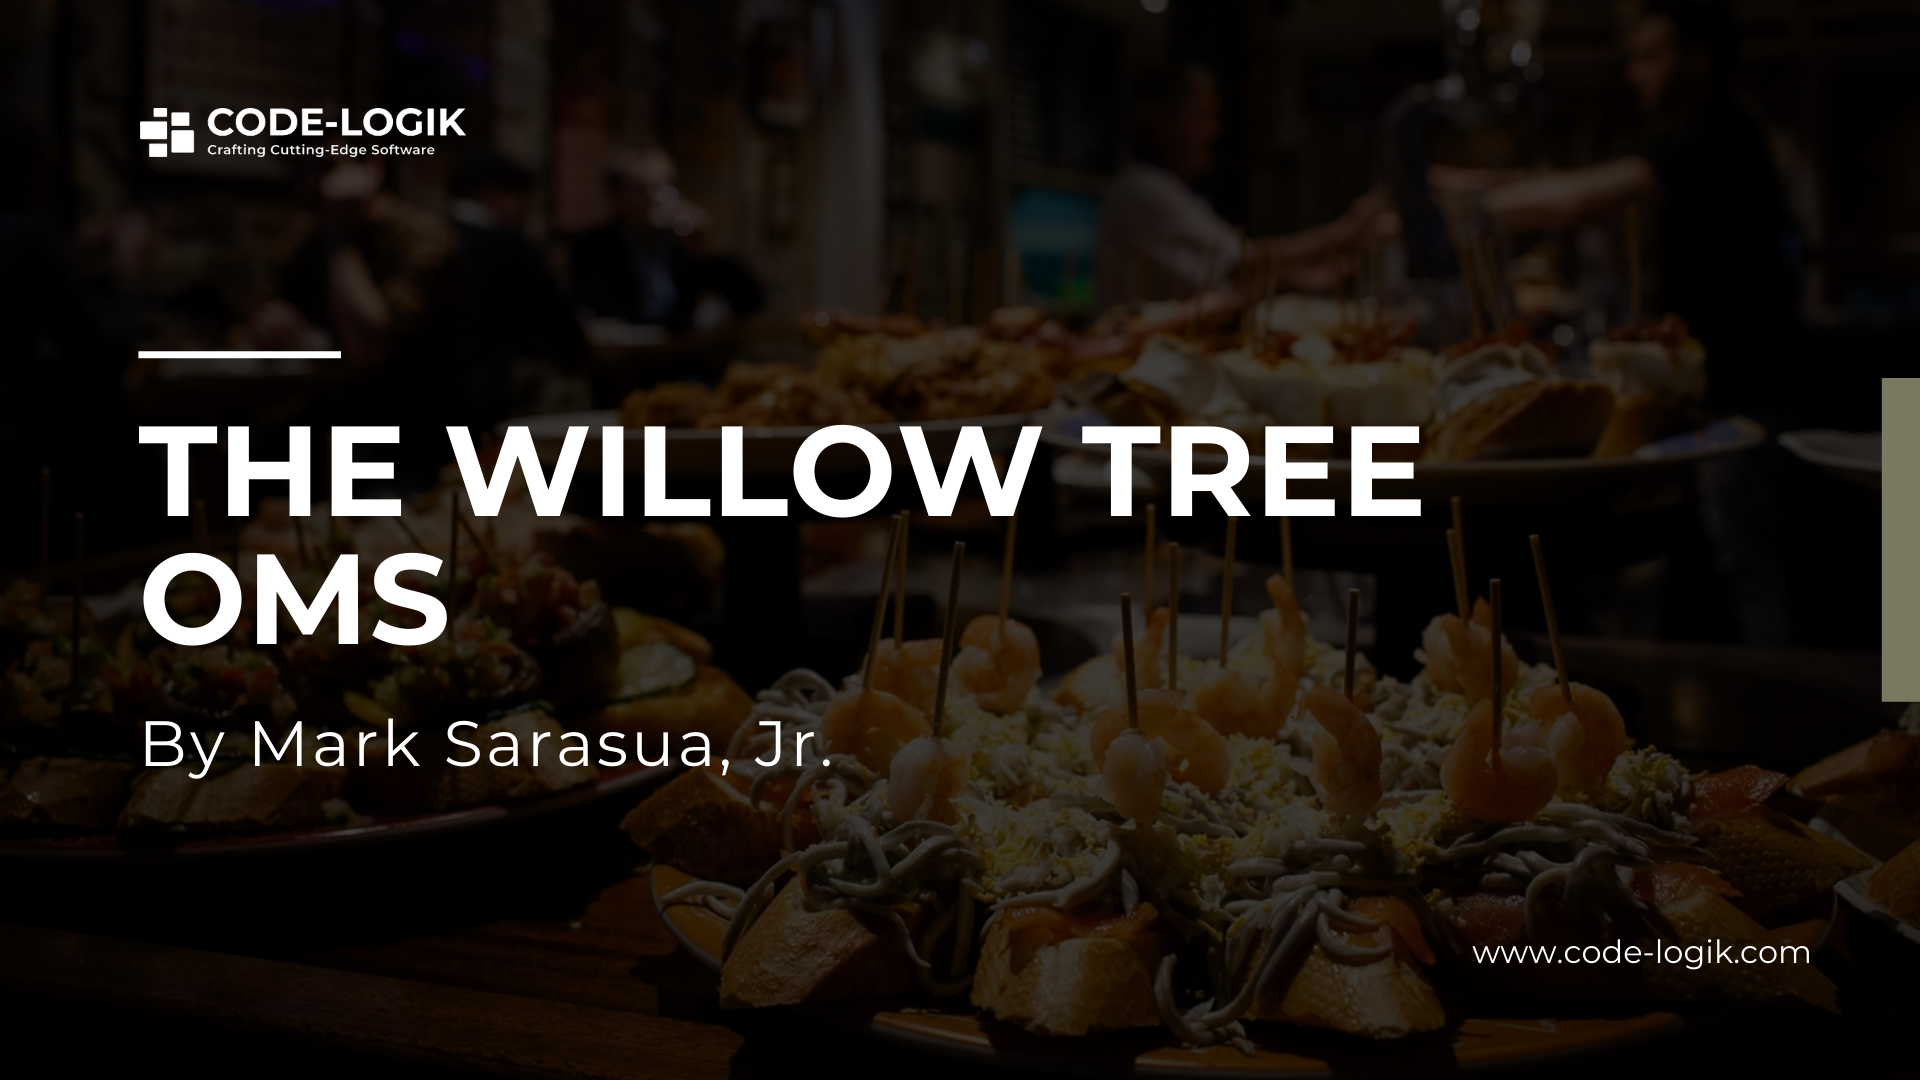 CODE-LOGIK
Crafting Cutting-Edge Software
THE WILLOW TREE
OMS
By Mark Sarasua, Jr.
www.code-logik.com